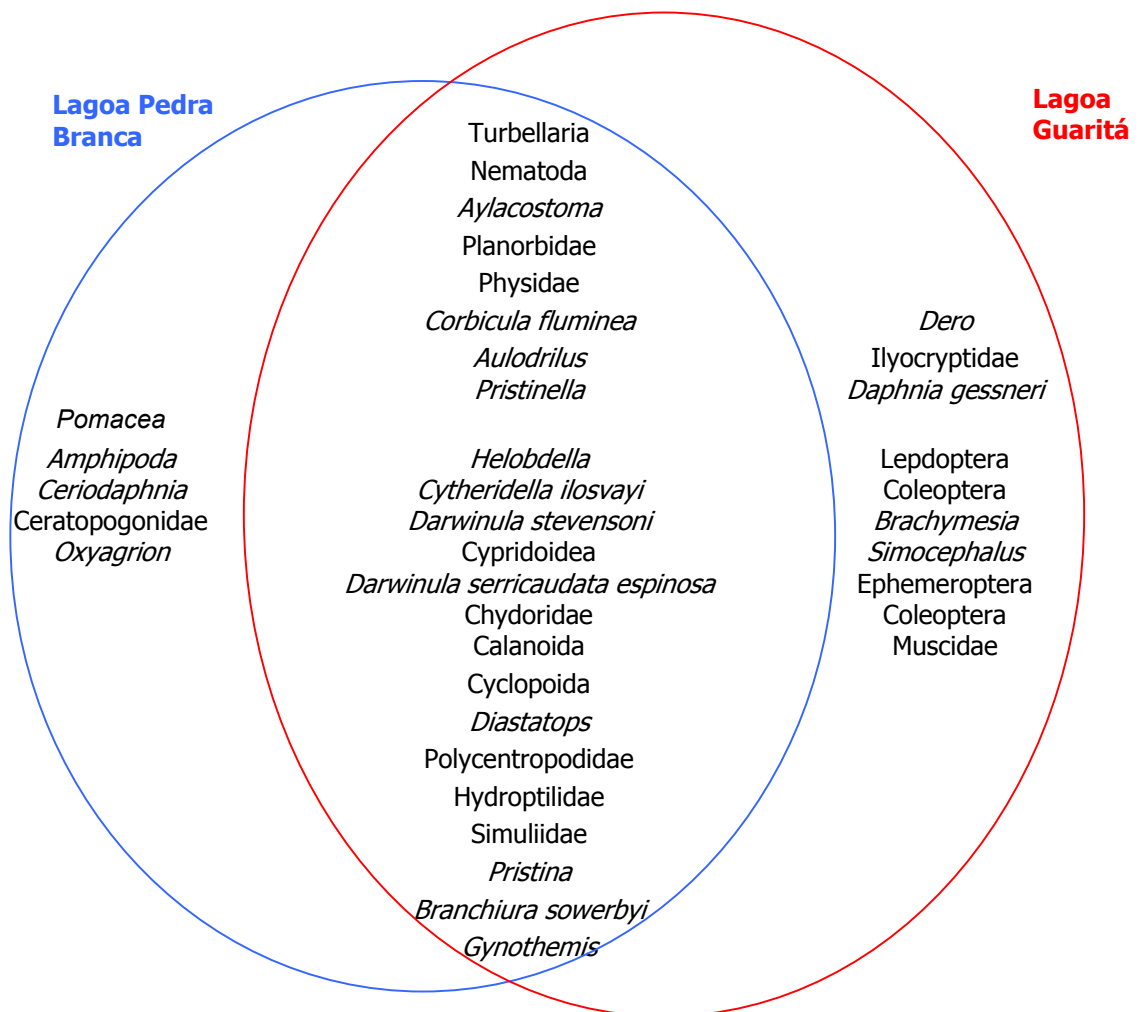 Lagoa Pedra
Branca
Lagoa
Guaritá
Pomacea
Amphipoda
Ceriodaphnia
Ceratopogonidae
Oxyagrion
Turbellaria
Nematoda
Aylacostoma
Planorbidae
Physidae
Corbicula fluminea
Aulodrilus
Pristinella
Helobdella
Cytheridella ilosvayi
Darwinula stevensoni
Cypridoidea
Darwinula serricaudata espinosa
Chydoridae
Calanoida
Cyclopoida
Diastatops
Polycentropodidae
Hydroptilidae
Simuliidae
Pristina
Branchiura sowerbyi
Gynothemis
Dero
Ilyocryptidae
Daphnia gessneri
Lepdoptera
Coleoptera
Brachymesia
Simocephalus
Ephemeroptera
Coleoptera
Muscidae